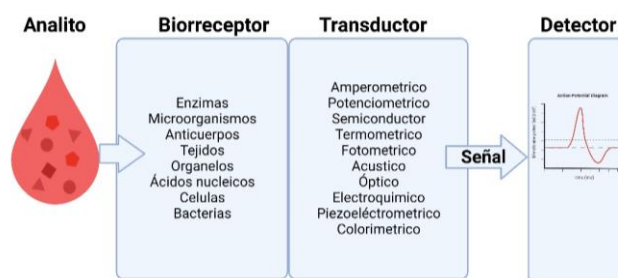 Analito
Biorreceptor
Transductor
Detector
Enzimas
Microorganismos
Anticuerpos
Tejidos
Organelos
Ácidos nucleicos
Celulas
Bacterias
Amperometrico
Potenciometrico
Semiconductor
Termometrico
Fotometrico
Acustico
Óptico
Electroquimico
Piezoeléctrometrico
Colorimetrico
Señal
Action Potential Diagram